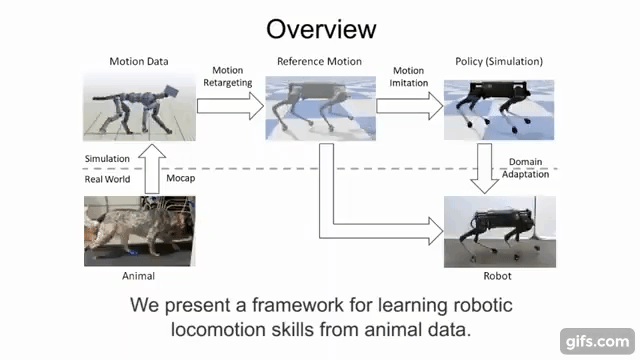 Overview
Motion Data
Reference Motion
Policy (Simulation)
Motion
Retargeting
Motion
Imitation
Simulation
Real World
Mocap
Domain
Adaptation
Animal
Robot
We present a framework for learning robotic
locomotion skills from animal data.
gifs.com